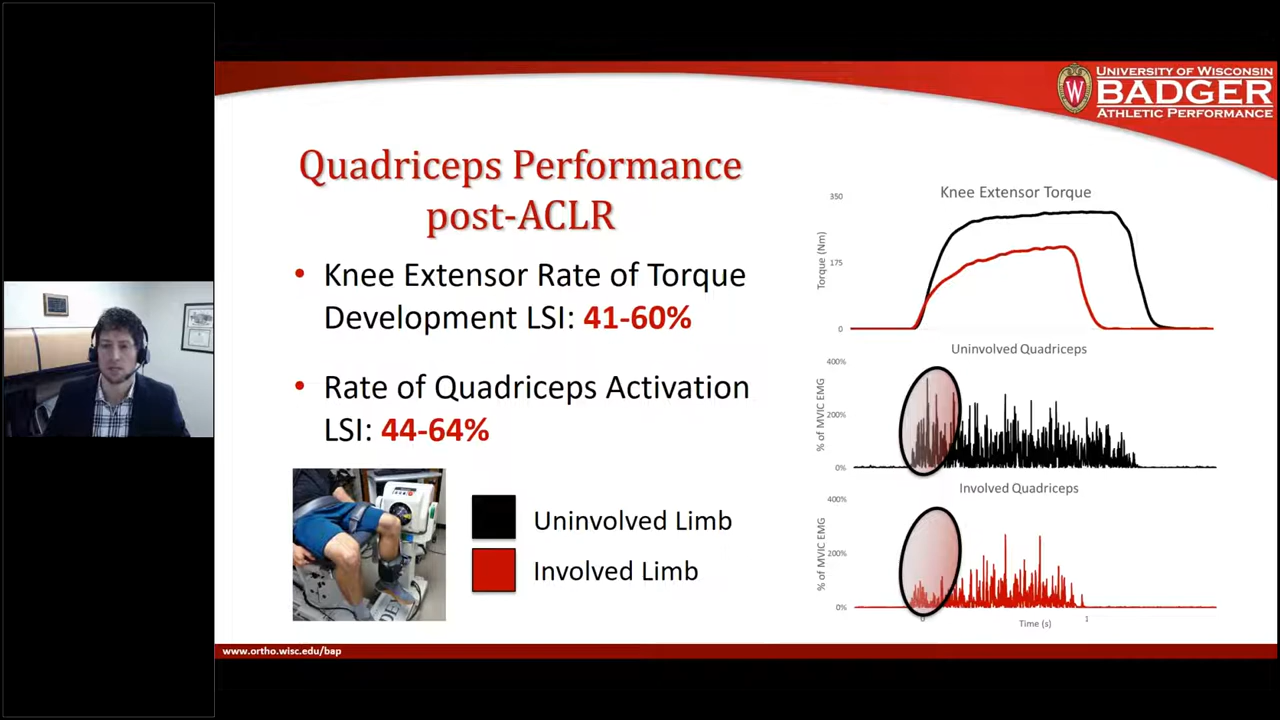 UNIVERSITY OF WISCONSIN
BADGER
ATHLETIC PERFORMANCE
W
Quadriceps Performance
post-ACLR
• Knee Extensor Rate of Torque
Development LSI: 41-60%
• Rate of Quadriceps Activation
LSI: 44-64%
Uninvolved Limb
Involved Limb
Knee Extensor Torque
350
175
0
Torque (Nm)
Uninvolved Quadriceps
400%
200%
0%
% of MVIC EMG
Involved Quadriceps
400%
200%
0%
% of MVIC EMG
0
1
Time (s)
www.ortho.wisc.edu/bap